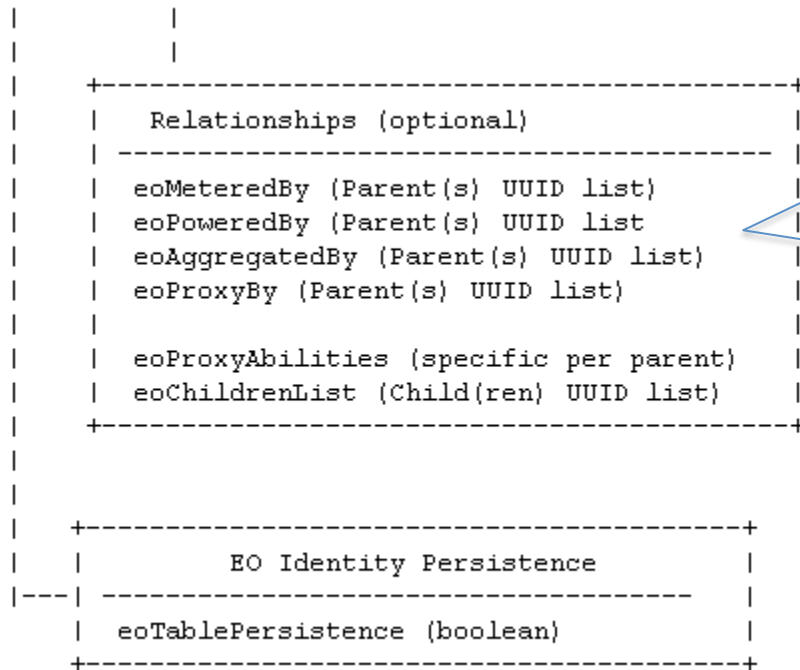 Relationships (optional)
eoMeteredBy (Parent(s) UUID list)
eoPoweredBy (Parent(s) UUID list
eoAggregatedBy (Parent(s) UUID list)
eoProxyBy (Parent(s) UUID list)
eoProxyAbilities (specific per parent)
eoChildrenList (Child(ren) UUID list)
EO Identity Persistence
eoTablePersistence (boolean)